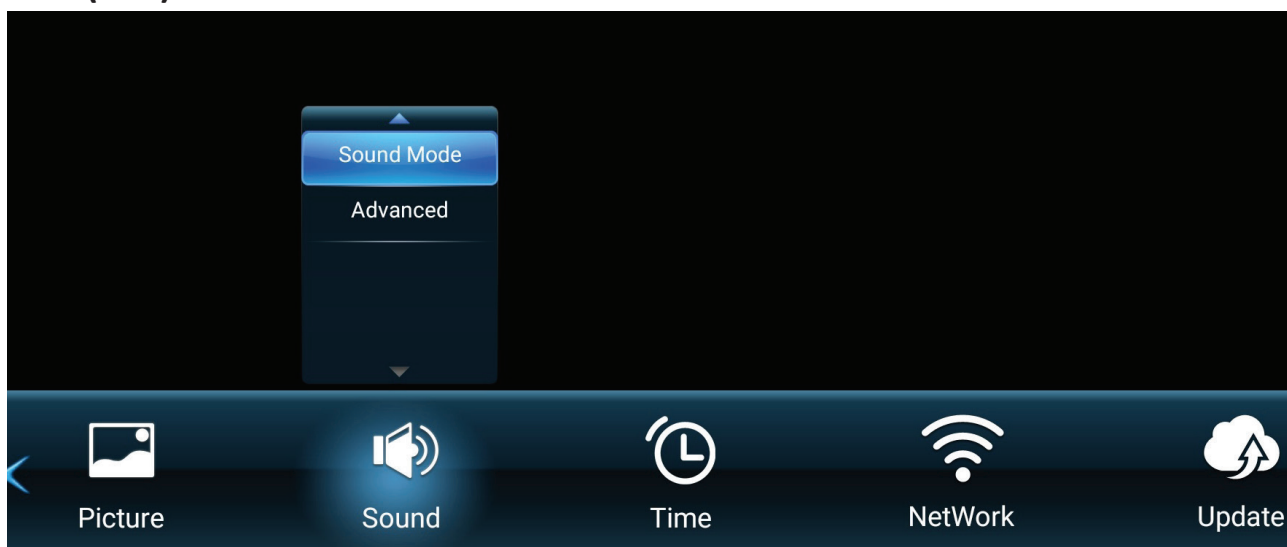 Sound Mode
Advanced
Picture
Sound
Time
NetWork
Update